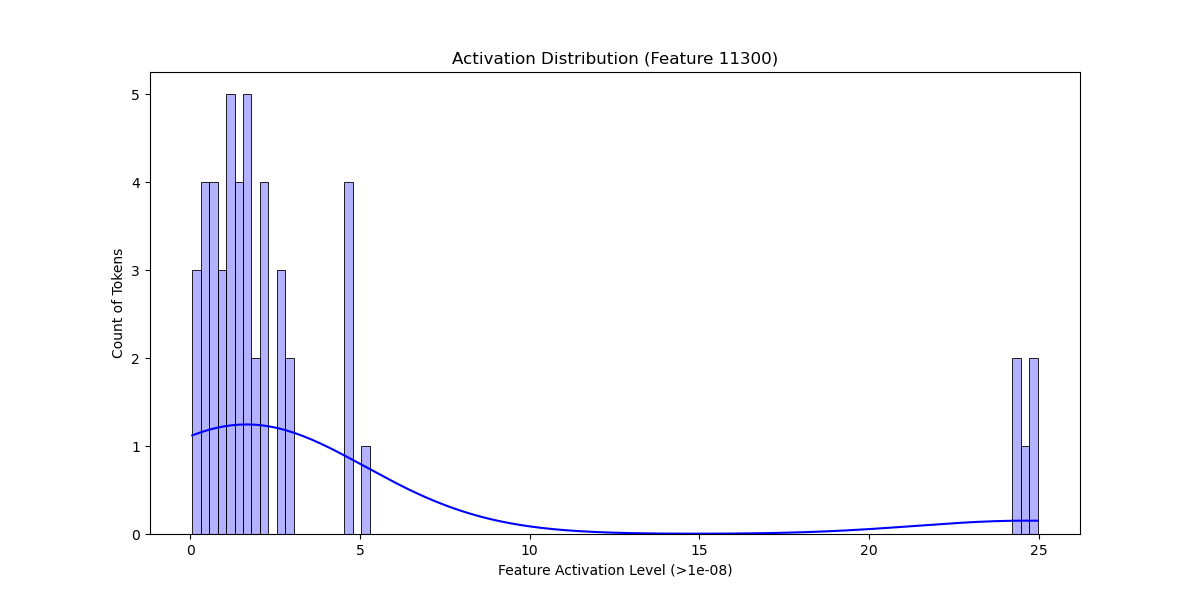 Activation Distribution (Feature 11300)
Count of Tokens
5
4
3
2
1
0
0 5 10 15 20 25
Feature Activation Level (>1e-08)